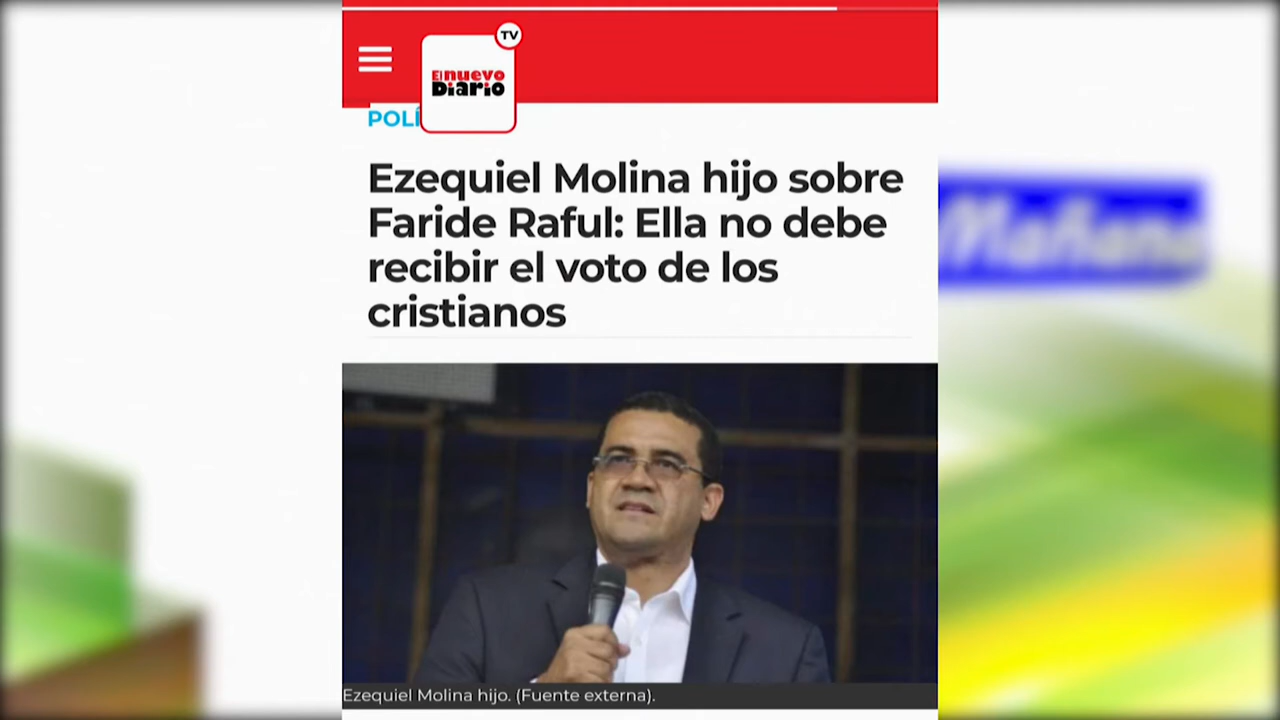 TV
El nuevo
Diario
POLÍ
Ezequiel Molina hijo sobre
Faride Raful: Ella no debe
recibir el voto de los
cristianos
Mañana
Ezequiel Molina hijo. (Fuente externa).